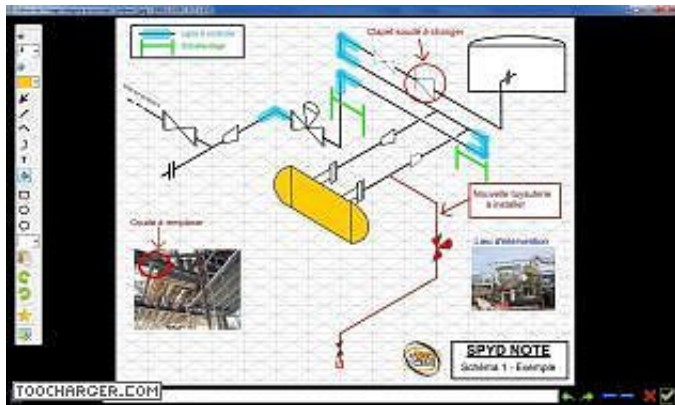 Clapet soudé à changer
Nouvelle tuyauterie
à installer
Coude à remplacer
Lieu d'intervention
SPYD NOTE
Schéma 1 - Exemple
TOOCHARGER.COM